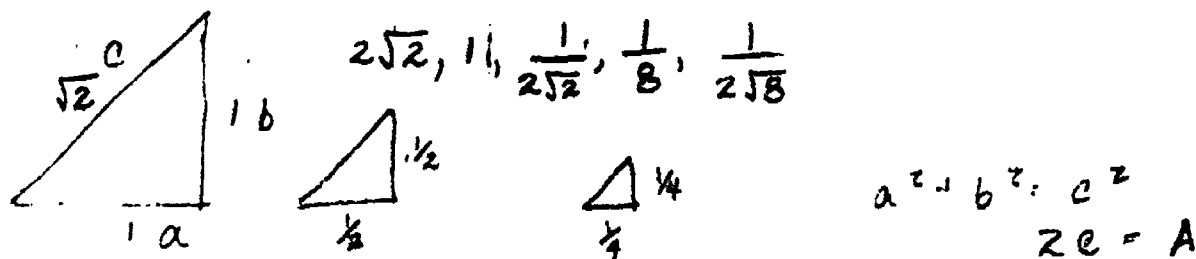 C
√2
1 b
1 a
2√2, 1, 1/2√2, 1/8, 1/2√8
1/2
1/2
1/4
1/4
a² + b² = c²
2c = A